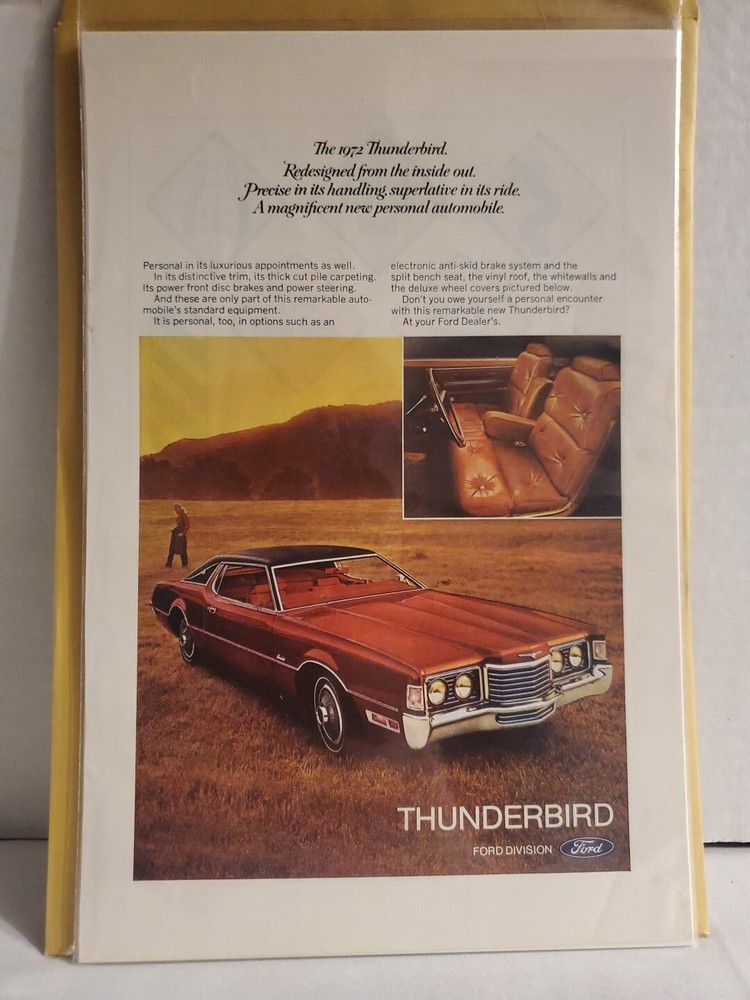 The 1972 Thunderbird.
Redesigned from the inside out.
Precise in its handling, superlative in its ride.
A magnificent new personal automobile.
Personal in its luxurious appointments as well.
In its distinctive trim, its thick cut pile carpeting.
Its power front disc brakes and power steering.
And these are only part of this remarkable auto-
mobile's standard equipment.
It is personal, too, in options such as an
electronic anti-skid brake system and the
split bench seat, the vinyl roof, the whitewalls and
the deluxe wheel covers pictured below.
Don't you owe yourself a personal encounter
with this remarkable new Thunderbird?
At your Ford Dealer's.
THUNDERBIRD
FORD DIVISION Ford